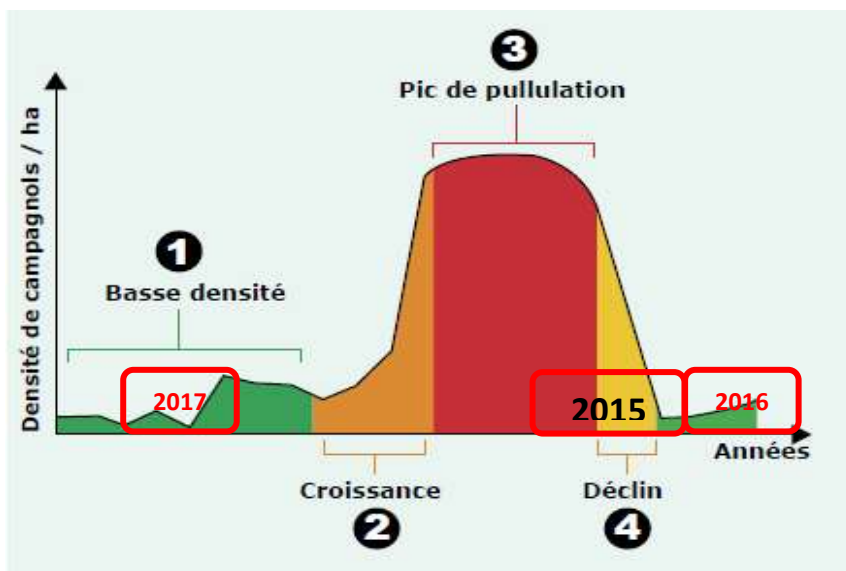 3
Pic de pullulation
Densité de campagnols / ha
1
Basse densité
2017
2015
2016
Années
Croissance
2
Déclin
4